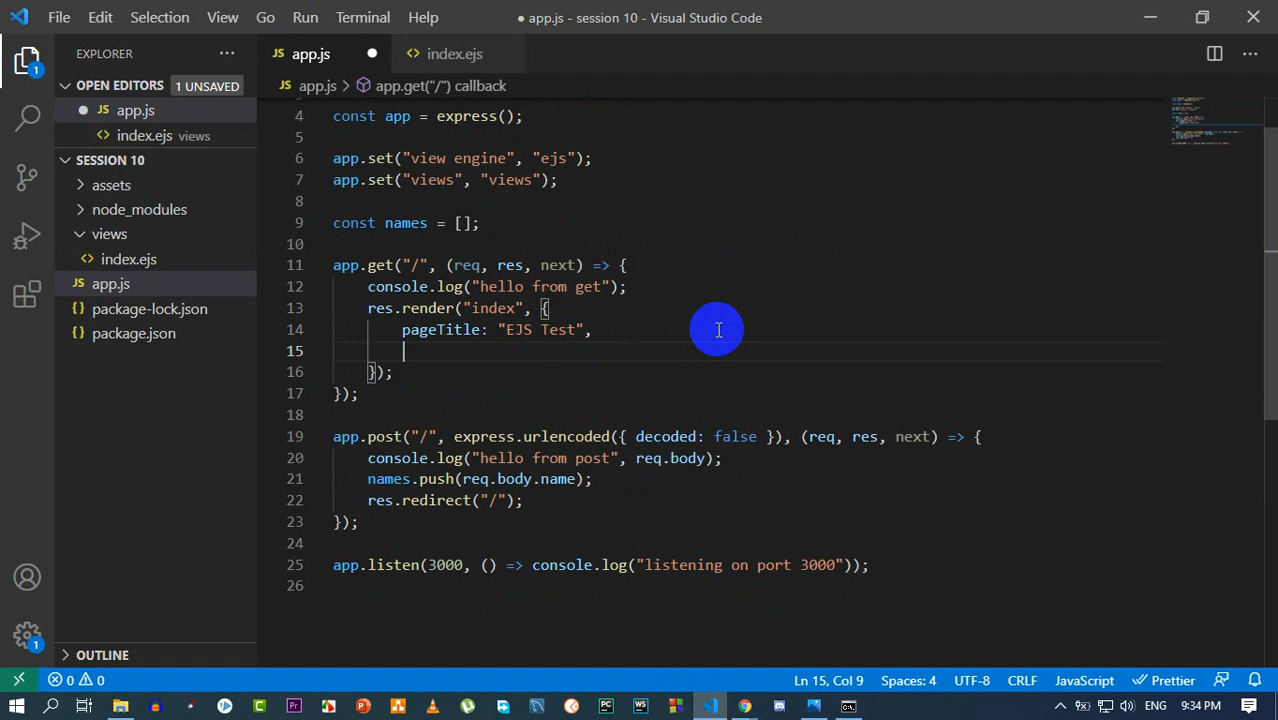 File Edit Selection View Go Run Terminal Help
● app.js - session 10 - Visual Studio Code
EXPLORER
OPEN EDITORS 1 UNSAVED
JS app.js
<> index.ejs views
SESSION 10
assets
node_modules
views
<> index.ejs
JS app.js
package-lock.json
package.json
OUTLINE
1
1
JS app.js ●
<> index.ejs
JS app.js > app.get("/") callback
4 const app = express();
5
6 app.set("view engine", "ejs");
7 app.set("views", "views");
8
9 const names = [];
10
11 app.get("/", (req, res, next) => {
12 console.log("hello from get");
13 res.render("index", {
14 pageTitle: "EJS Test",
15
16 });
17 });
18
19 app.post("/", express.urlencoded({ decoded: false }), (req, res, next) => {
20 console.log("hello from post", req.body);
21 names.push(req.body.name);
22 res.redirect("/");
23 });
24
25 app.listen(3000, () => console.log("listening on port 3000"));
26
0 0 Ln 15, Col 9 Spaces: 4 UTF-8 CRLF JavaScript Prettier
ENG 9:34 PM